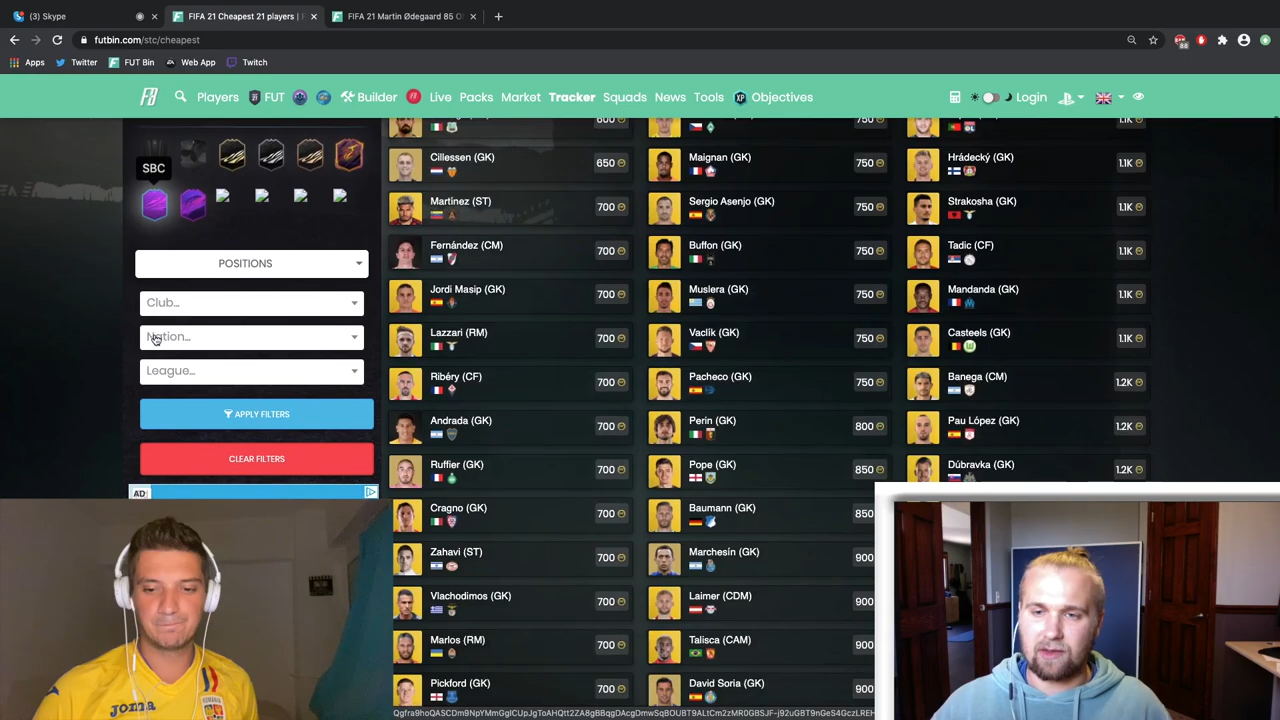 (3) Skype
FIFA 21 Cheapest 21 players |
FIFA 21 Martin Ødegaard 85 O
futbin.com/stc/cheapest
88
Apps
Twitter
FUT Bin
Web App
Twitch
Players
FUT
Builder
Live
Packs
Market
Tracker
Squads
News
Tools
XP
Objectives
Login
SBC
POSITIONS
Club...
Nation...
League...
APPLY FILTERS
CLEAR FILTERS
AD
600
Cillessen (GK) 650
Martínez (ST) 700
Fernández (CM) 700
Jordi Masip (GK) 700
Lazzari (RM) 700
Ribéry (CF) 700
Andrada (GK) 700
Ruffier (GK) 700
Cragno (GK) 700
Zahavi (ST) 700
Vlachodimos (GK) 700
Marlos (RM) 700
Pickford (GK) 700
750
Maignan (GK) 750
Sergio Asenjo (GK) 750
Buffon (GK) 750
Muslera (GK) 750
Vaclík (GK) 750
Pacheco (GK) 750
Perin (GK) 800
Pope (GK) 850
Baumann (GK) 850
Marchesín (GK) 900
Laimer (CDM) 900
Talisca (CAM) 900
David Soria (GK) 900
1.1K
Hrádecký (GK) 1.1K
Strakosha (GK) 1.1K
Tadic (CF) 1.1K
Mandanda (GK) 1.1K
Casteels (GK) 1.1K
Banega (CM) 1.2K
Pau López (GK) 1.2K
Dúbravka (GK) 1.2K
joma
ROMANIA